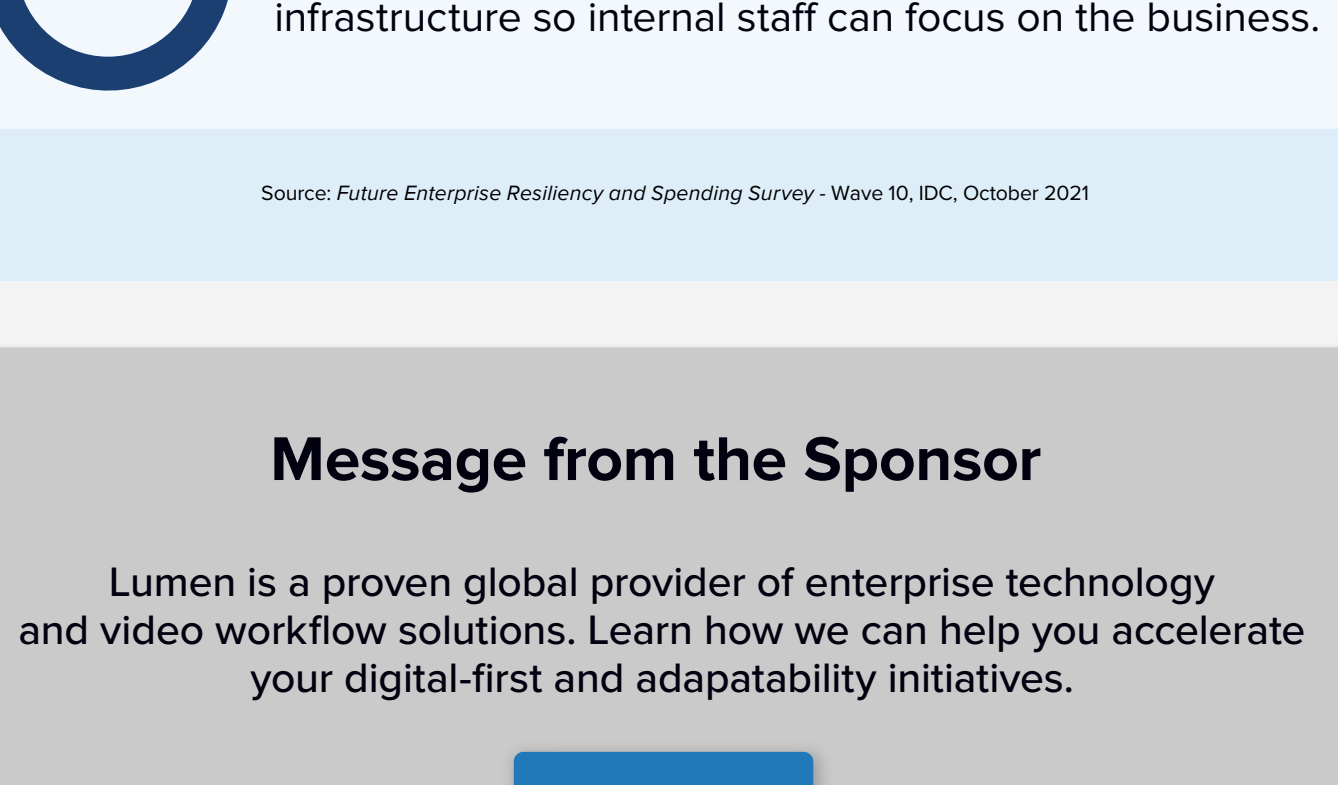 infrastructure so internal staff can focus on the business.
Source: Future Enterprise Resiliency and Spending Survey - Wave 10, IDC, October 2021
Message from the Sponsor
Lumen is a proven global provider of enterprise technology
and video workflow solutions. Learn how we can help you accelerate
your digital-first and adapatability initiatives.